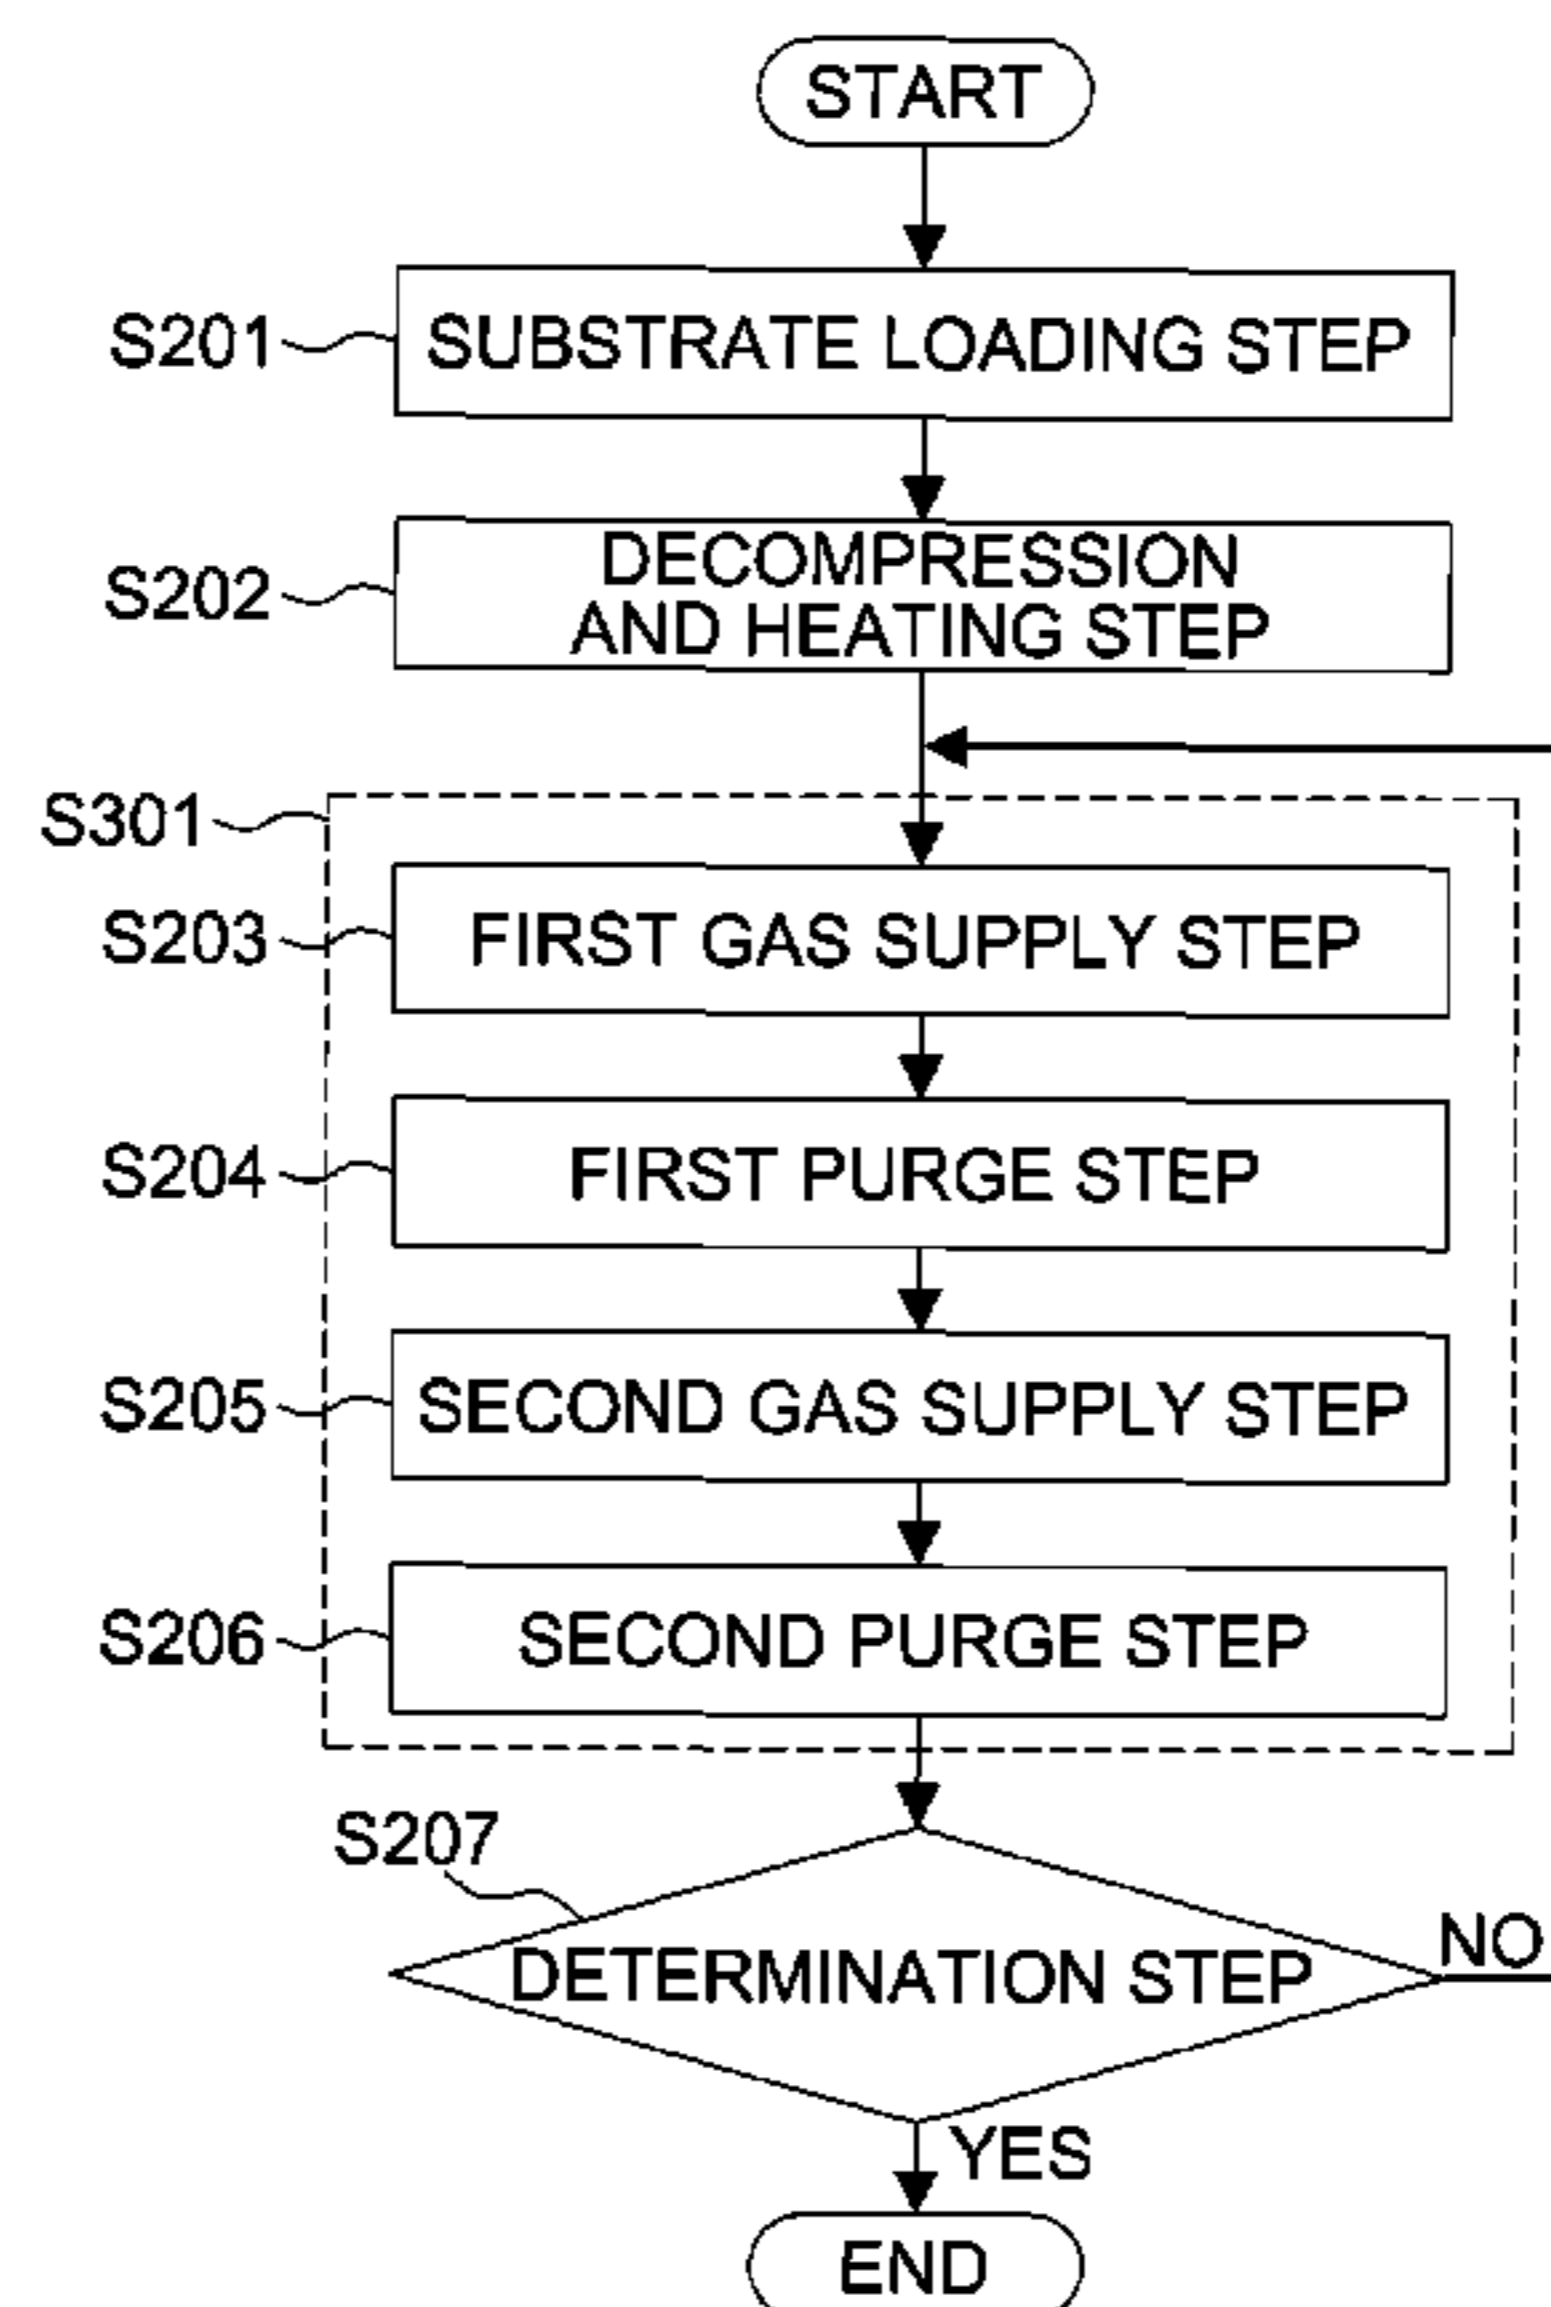 START
S201
SUBSTRATE LOADING STEP
S202
DECOMPRESSION
AND HEATING STEP
S301
S203
FIRST GAS SUPPLY STEP
S204
FIRST PURGE STEP
S205
SECOND GAS SUPPLY STEP
S206
SECOND PURGE STEP
S207
DETERMINATION STEP
NO
YES
END